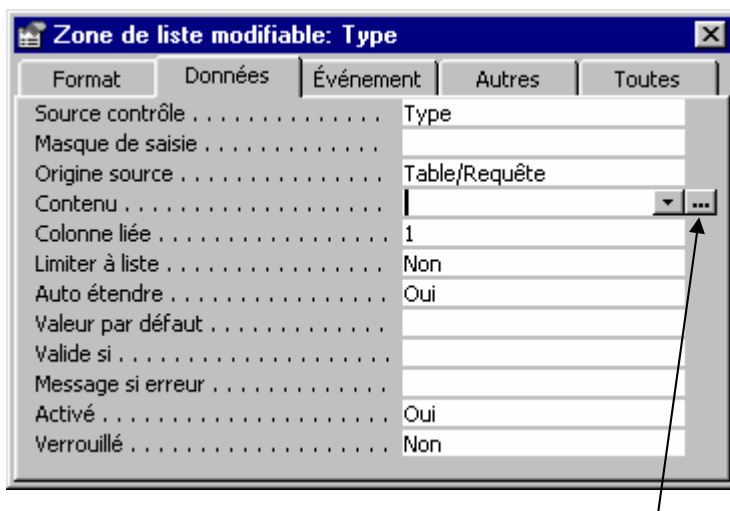 Zone de liste modifiable: Type
Format Données Événement Autres Toutes
Source contrôle . . . . . . . . . . . . . . . Type
Masque de saisie . . . . . . . . . . . . .
Origine source . . . . . . . . . . . . . . . . Table/Requête
Contenu . . . . . . . . . . . . . . . . . . . . ...
Colonne liée . . . . . . . . . . . . . . . . . . 1
Limiter à liste . . . . . . . . . . . . . . . . . Non
Auto étendre . . . . . . . . . . . . . . . . . Oui
Valeur par défaut . . . . . . . . . . . . .
Valide si . . . . . . . . . . . . . . . . . . . . .
Message si erreur . . . . . . . . . . . . .
Activé . . . . . . . . . . . . . . . . . . . . . . Oui
Verrouillé . . . . . . . . . . . . . . . . . . . . Non